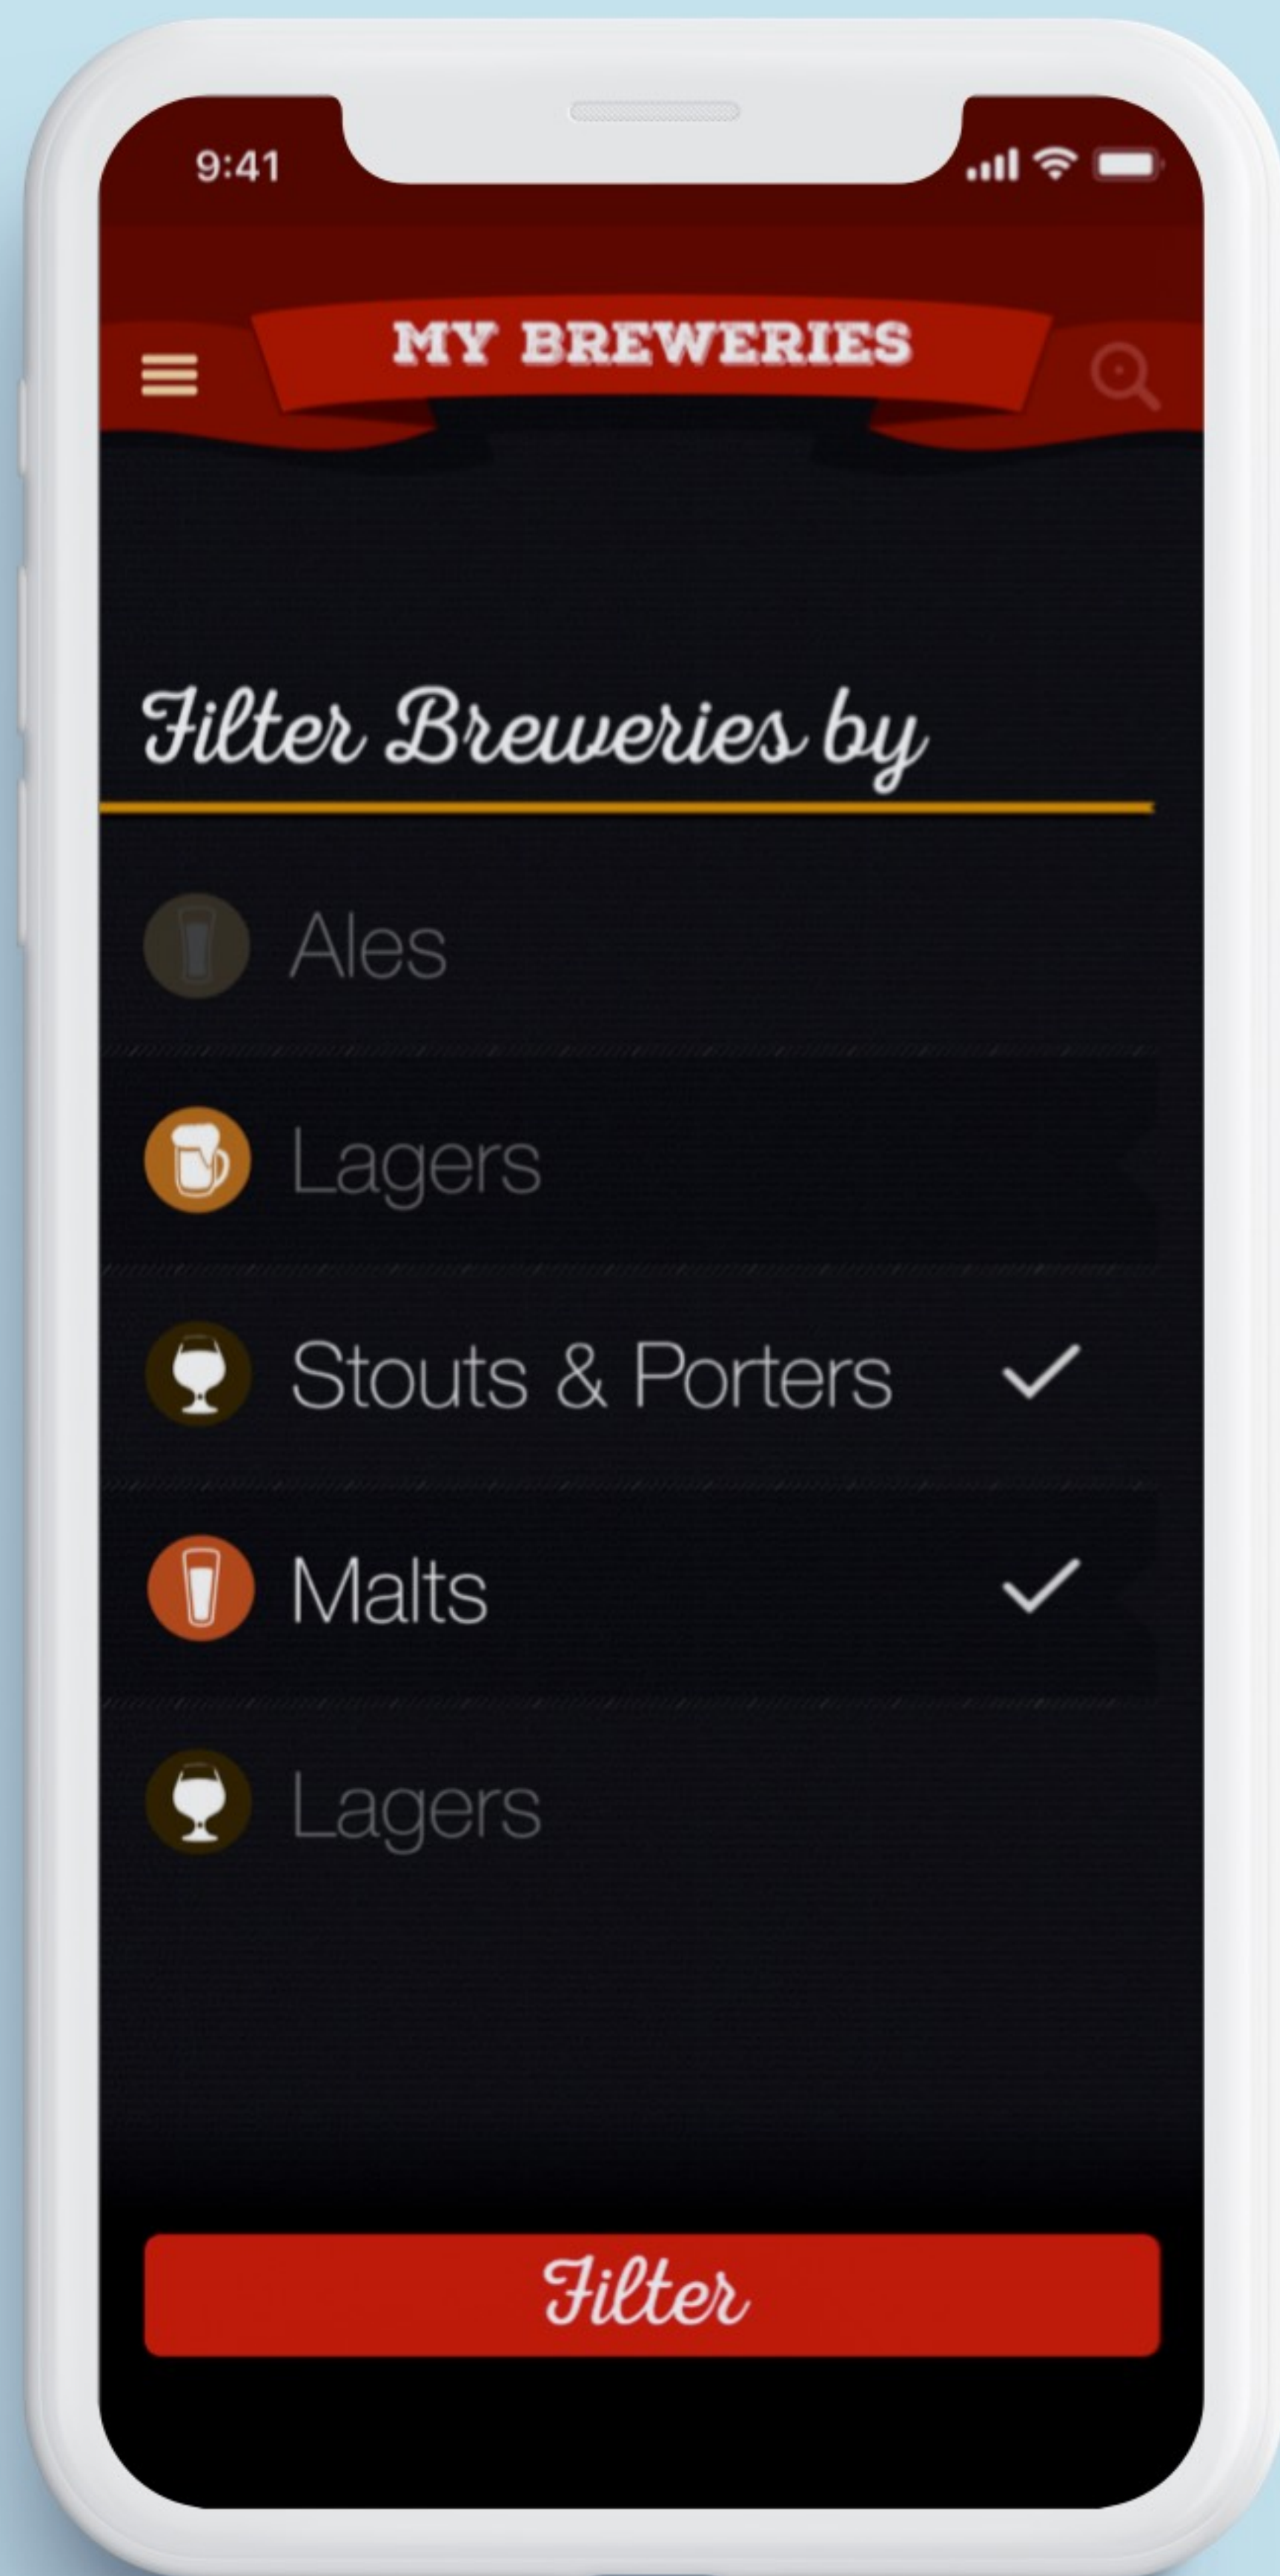 9:41
MY BREWERIES
Filter Breweries by
Ales
Lagers
Stouts & Porters
Malts
Lagers
Filter